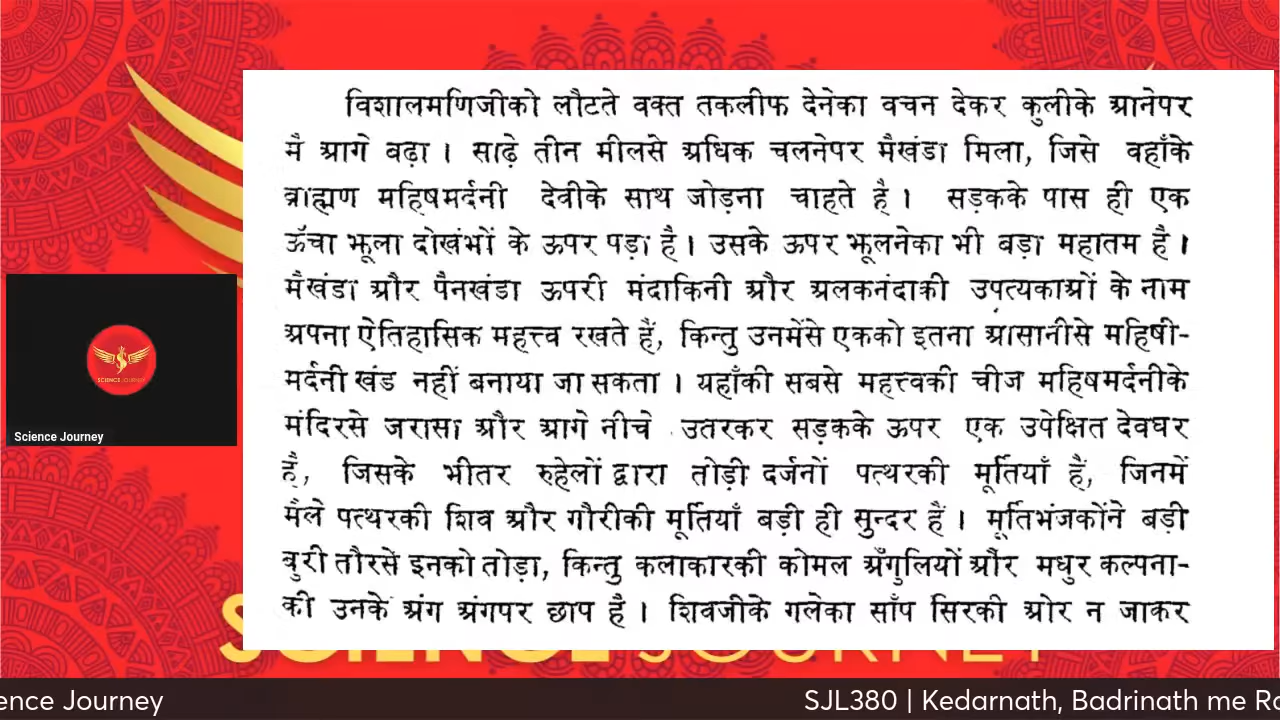 विशालमणिजीको लौटते वक्त तकलीफ देनेका वचन देकर कुलीके आनेपर
मै आगे बढ़ा । साढ़े तीन मीलसे अधिक चलनेपर मैखंडा मिला, जिसे वहाँके
ब्राह्मण महिषमर्दनी देवीके साथ जोड़ना चाहते है । सड़कके पास ही एक
ऊँचा झूला दोखंभों के ऊपर पड़ा है । उसके ऊपर झूलनेका भी बड़ा महातम है ।
मैखंडा और पैनखंडा ऊपरी मंदाकिनी और अलकनंदाकी उपत्यकाओं के नाम
अपना ऐतिहासिक महत्त्व रखते हैं, किन्तु उनमेंसे एकको इतना आसानीसे महिषी-
मर्दनी खंड नहीं बनाया जा सकता । यहाँकी सबसे महत्त्वकी चीज महिषमर्दनीके
मंदिरसे जरासा और आगे नीचे उतरकर सड़कके ऊपर एक उपेक्षित देवघर
है, जिसके भीतर रुहेलों द्वारा तोड़ी दर्जनों पत्थरकी मूर्तियाँ हैं, जिनमें
मैले पत्थरकी शिव और गौरीकी मूर्तियाँ बड़ी ही सुन्दर हैं । मूर्तिभंजकोंने बड़ी
बुरी तौरसे इनको तोड़ा, किन्तु कलाकारकी कोमल अँगुलियों और मधुर कल्पना-
की उनके अंग अंगपर छाप है । शिवजीके गलेका साँप सिरकी ओर न जाकर
SCIENCE JOURNEY
Science Journey
SCIENCE JOURNEY
ence Journey
SJL380 | Kedarnath, Badrinath me Ra